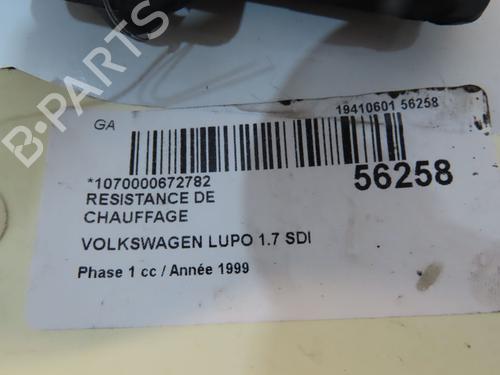 B-PARTS
19410601 56258
GA
*1070000672782
56258
RESISTANCE DE
CHAUFFAGE
VOLKSWAGEN LUPO 1.7 SDI
Phase 1 cc / Année 1999